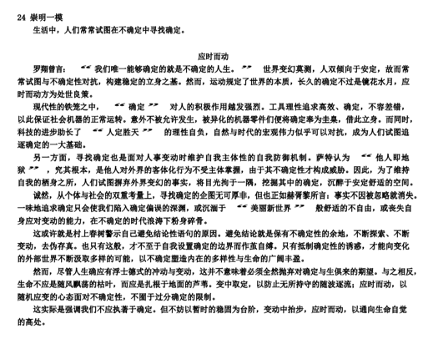 24 崇明一模
生活中，人们常常试图在不确定中寻找确定。
应时而动
罗翔曾言：“我们唯一能够确定的就是不确定的人生。”世界变幻莫测，人双倾向于安定，故而常
常试图与不确定性对抗，构建稳定的立身之基。然而，运动规定了世界的本质，长久的确定不过是镜花水月，应
时而动方为处世良策。
现代性的铁笼之中，“确定”对人的积极作用越发强烈。工具理性追求高效、确定，不容差错，
以此保证社会机器的正常运转。意外不被允许发生，被异化的机器零件们便将确定奉为圭臬，借此立身。而同时，
科技的进步助长了“人定胜天”的理性自负，自然与时代的宏观伟力似乎可以对抗，成为人们试图追
逐确定的一大基础。
另一方面，寻找确定也是面对人事变动时维护自我主体性的自我防御机制。萨特认为“他人即地
狱”，究其根本，是他人对外界的客体化行为不受主体掌握，由于其不确定性才构成威胁。因此，为了维持
自我的栖身之所，人们试图摒弃外界变幻的事实，将目光拘于一隅，挖掘其中的确定，沉醉于安定舒适的空间。
诚然，从个体与社会的双重考量上，寻找确定的企图无可厚非，但也正如赫胥黎所言：事实不因被忽略就消失。
一味地追求确定只会使我们陷入确定偏误的深渊，或沉湎于“美丽新世界”般舒适的不自由，或丧失自
身应对变动的能力，在不确定的时代浪涛下粉身碎骨。
这或许就是村上春树警示自己避免结论性语句的原因。避免结论就是保有不确定性的余地，不断探索、不断
变动，去伪存真。也只有这般，才不至于自我设置确定的边界而作茧自缚。只有抵制确定性的诱惑，才能向变化
的外部世界不断汲取多样的可能，以不确定塑造内在的多样性与生命的广阔丰盈。
然而，尽管人生确应有浮士德式的冲动与变动，这并不意味着必须全然抛弃对确定与生俱来的期望。与之相反，
生命不应是随风飘荡的枯叶，而应是扎根于地面的芦苇。变中取定，以防止无所持守的随波逐流；应时而动，以
随机应变的心态面对不确定性，不囿于过分确定的限制。
这实际是强调我们不应执著于确定。但不妨以暂时的稳固为台阶，变动中抬步，应时而动，以通向生命自觉
的高处。